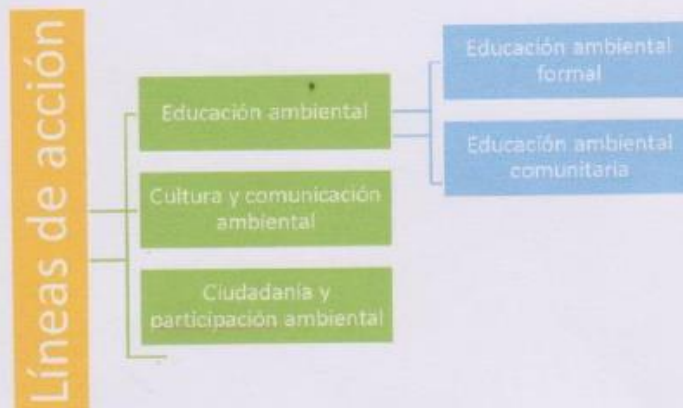 Líneas de acción
Educación ambiental
Educación ambiental
formal
Educación ambiental
comunitaria
Cultura y comunicación
ambiental
Ciudadanía y
participación ambiental